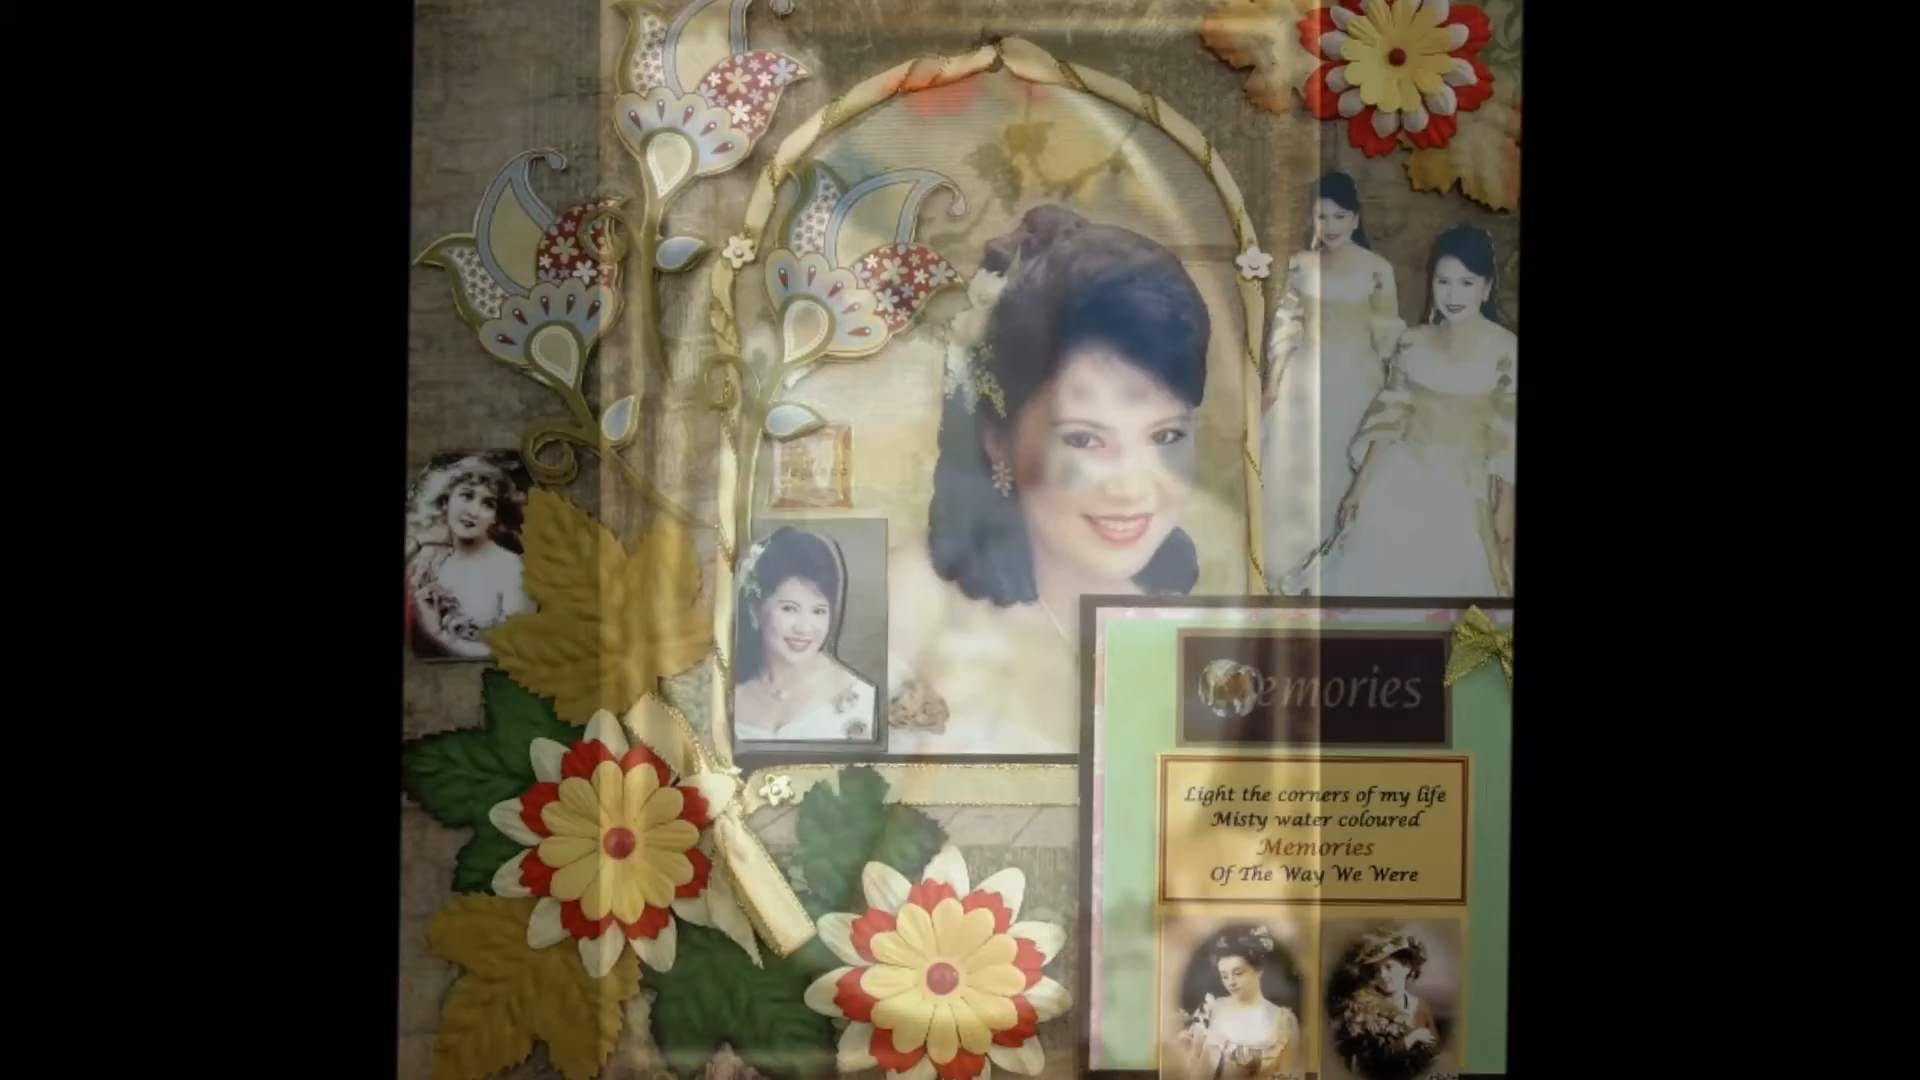 Memories
Light the corners of my life
Misty water coloured
Memories
Of The Way We Were